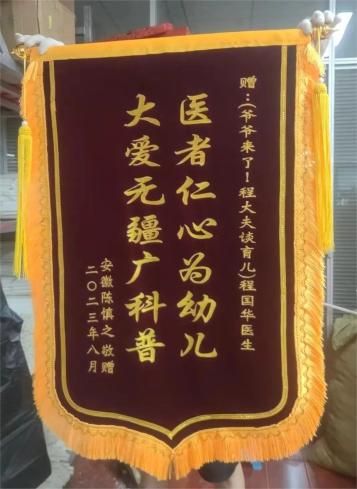 赠：（爷爷来了！程大夫谈育儿）程国华医生
医者仁心为幼儿
大爱无疆广科普
安徽陈慎之 敬赠
二〇二三年八月